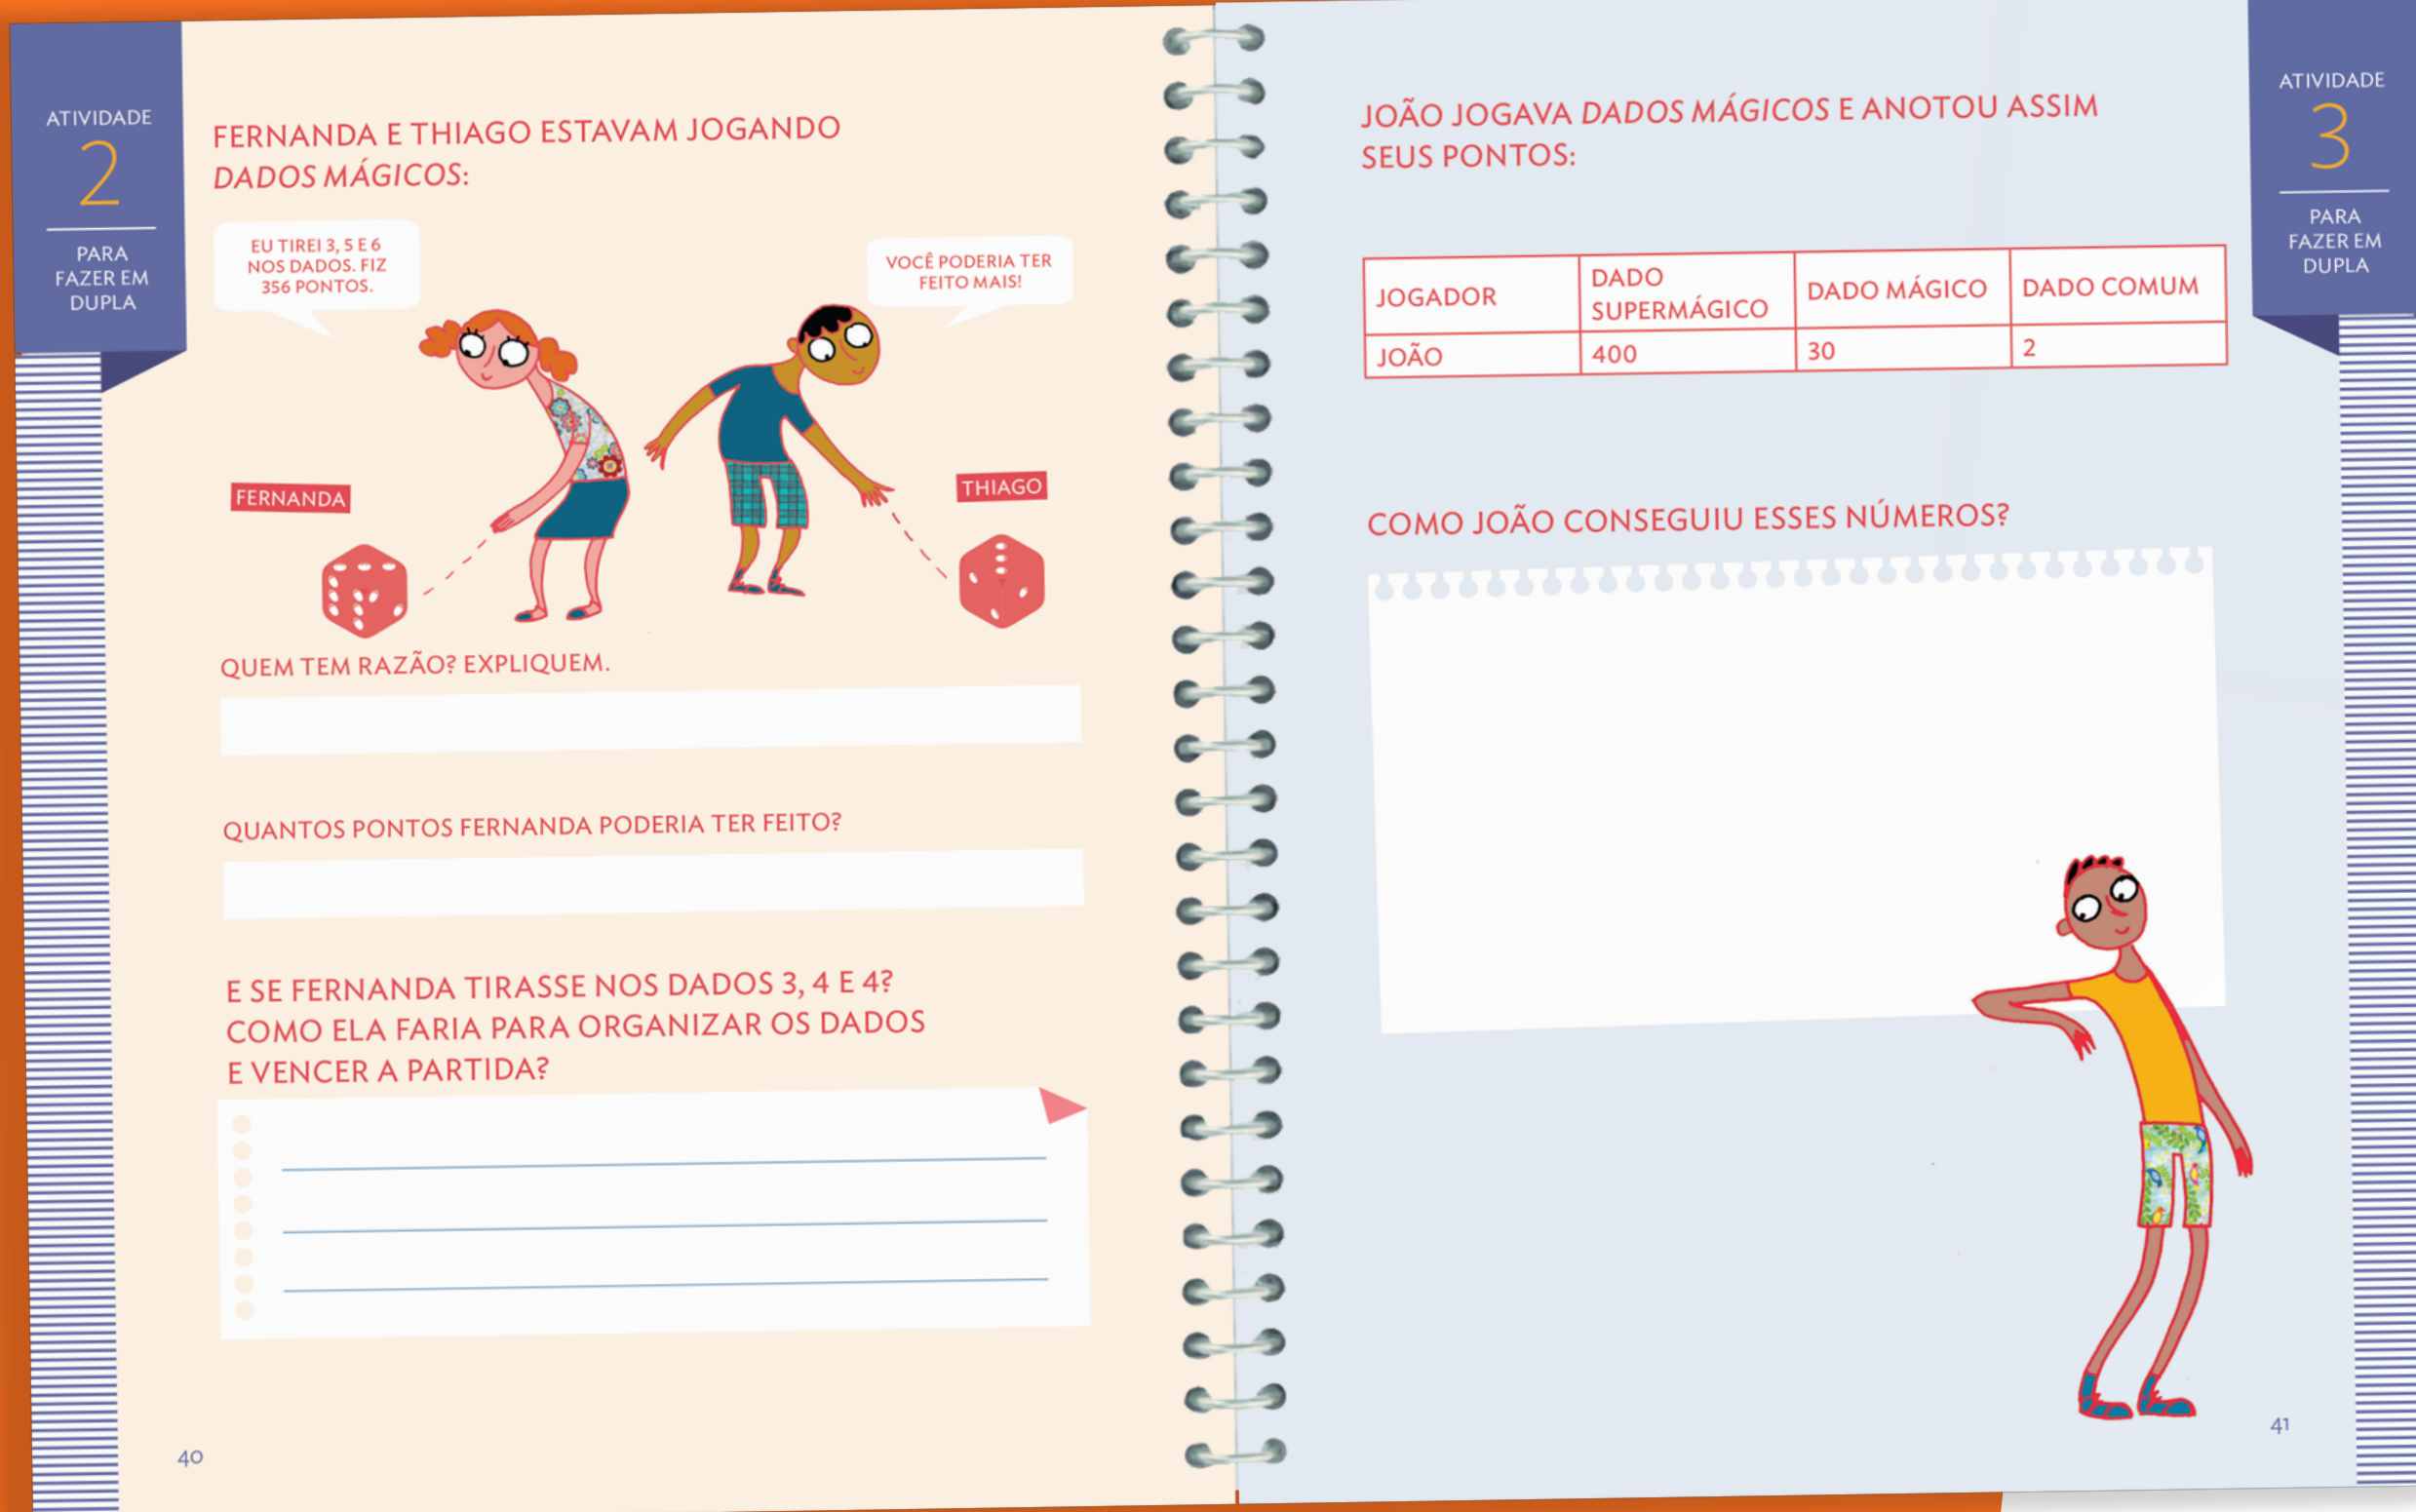 ATIVIDADE
2
PARA
FAZER EM
DUPLA
FERNANDA E THIAGO ESTAVAM JOGANDO
DADOS MÁGICOS:
EU TIREI 3, 5 E 6
NOS DADOS. FIZ
356 PONTOS.
VOCÊ PODERIA TER
FEITO MAIS!
FERNANDA
THIAGO
QUEM TEM RAZÃO? EXPLIQUEM.
QUANTOS PONTOS FERNANDA PODERIA TER FEITO?
E SE FERNANDA TIRASSE NOS DADOS 3, 4 E 4?
COMO ELA FARIA PARA ORGANIZAR OS DADOS
E VENCER A PARTIDA?
40
ATIVIDADE
3
PARA
FAZER EM
DUPLA
JOÃO JOGAVA DADOS MÁGICOS E ANOTOU ASSIM
SEUS PONTOS:
JOGADOR
DADO
SUPERMÁGICO
DADO MÁGICO
DADO COMUM
JOÃO
400
30
2
COMO JOÃO CONSEGUIU ESSES NÚMEROS?
41